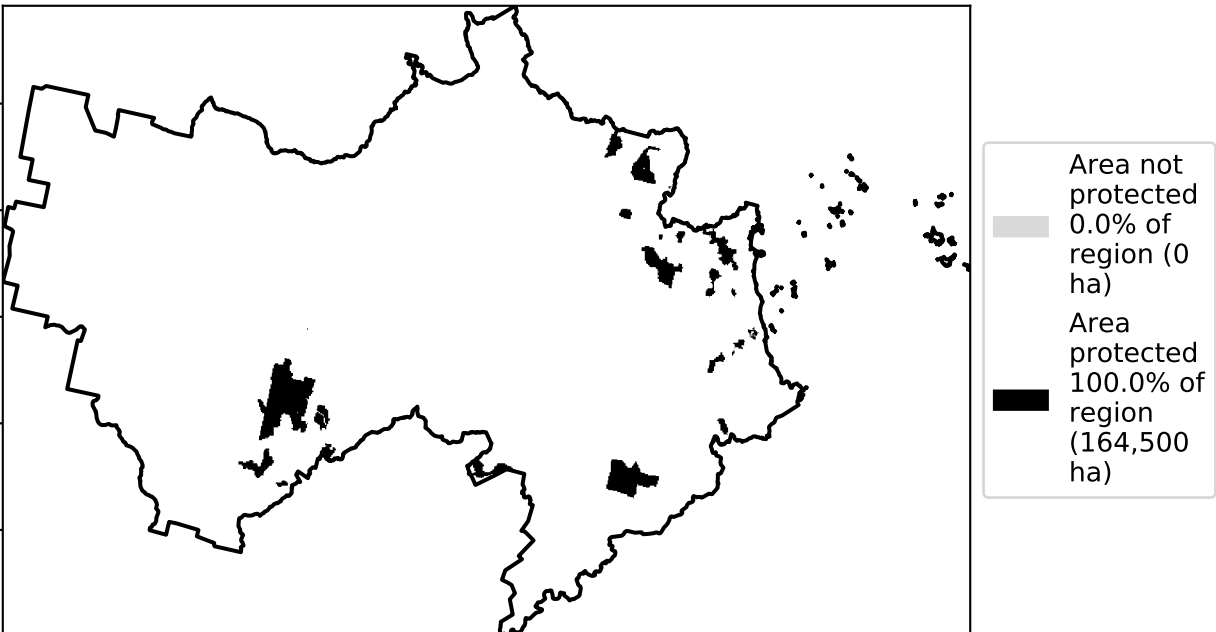 Area not
protected
0.0% of
region (0
ha)
Area
protected
100.0% of
region
(164,500
ha)